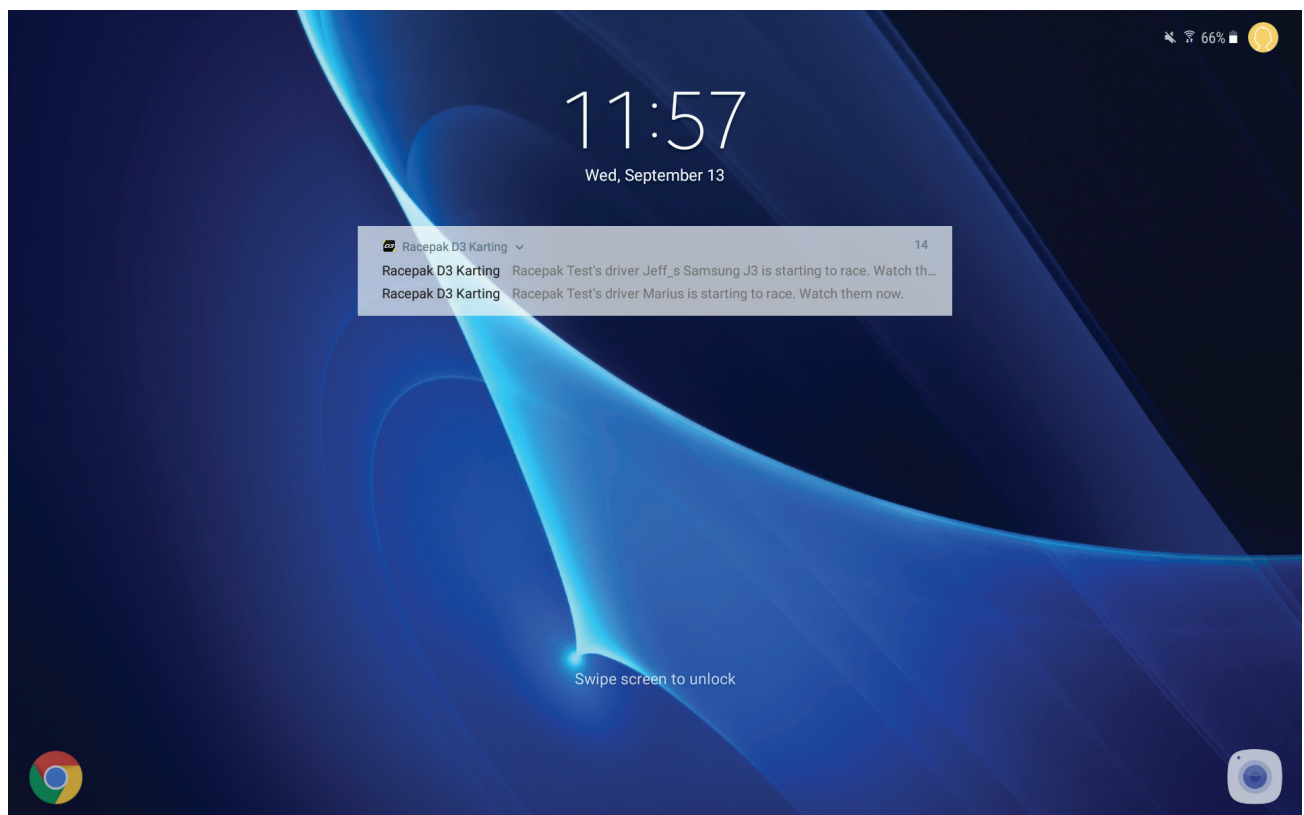 66%
11:57
Wed, September 13
D3 Racepak D3 Karting 14
Racepak D3 Karting Racepak Test's driver Jeff_s Samsung J3 is starting to race. Watch th...
Racepak D3 Karting Racepak Test's driver Marius is starting to race. Watch them now.
Swipe screen to unlock